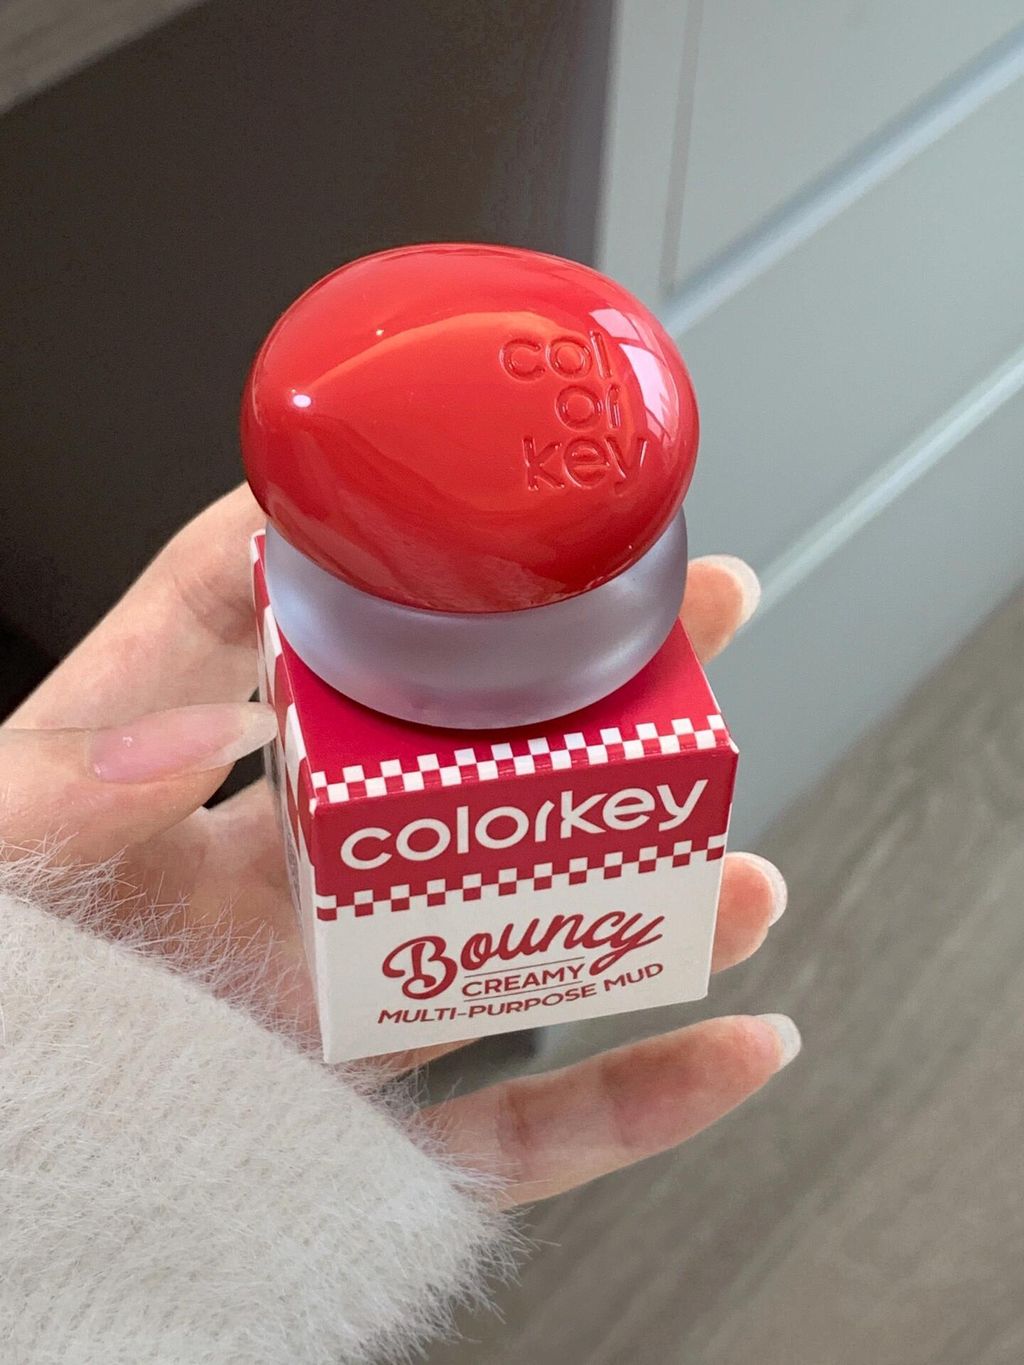 col
or
key
colorkey
Bouncy
CREAMY
MULTI-PURPOSE MUD